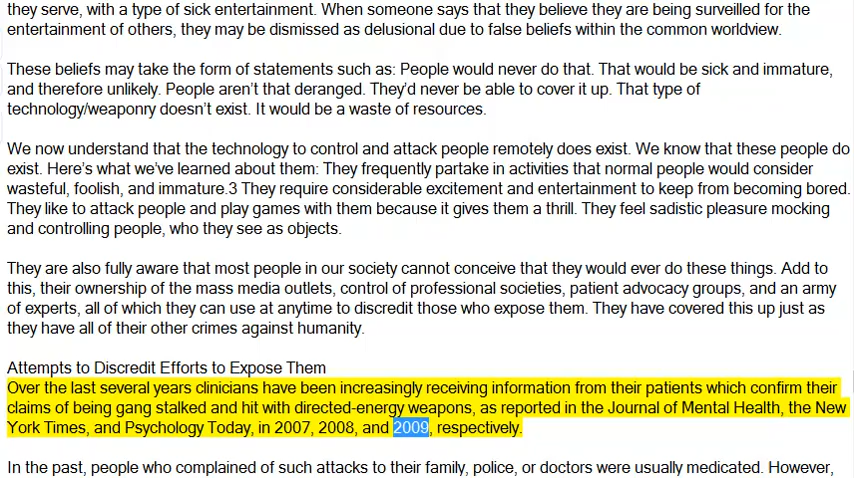 they serve, with a type of sick entertainment. When someone says that they believe they are being surveilled for the
entertainment of others, they may be dismissed as delusional due to false beliefs within the common worldview.
These beliefs may take the form of statements such as: People would never do that. That would be sick and immature,
and therefore unlikely. People aren't that deranged. They'd never be able to cover it up. That type of
technology/weaponry doesn't exist. It would be a waste of resources.
We now understand that the technology to control and attack people remotely does exist. We know that these people do
exist. Here's what we've learned about them: They frequently partake in activities that normal people would consider
wasteful, foolish, and immature.3 They require considerable excitement and entertainment to keep from becoming bored.
They like to attack people and play games with them because it gives them a thrill. They feel sadistic pleasure mocking
and controlling people, who they see as objects.
They are also fully aware that most people in our society cannot conceive that they would ever do these things. Add to
this, their ownership of the mass media outlets, control of professional societies, patient advocacy groups, and an army
of experts, all of which they can use at anytime to discredit those who expose them. They have covered this up just as
they have all of their other crimes against humanity.
Attempts to Discredit Efforts to Expose Them
Over the last several years clinicians have been increasingly receiving information from their patients which confirm their
claims of being gang stalked and hit with directed-energy weapons, as reported in the Journal of Mental Health, the New
York Times, and Psychology Today, in 2007, 2008, and 2009, respectively.
In the past, people who complained of such attacks to their family, police, or doctors were usually medicated. However,